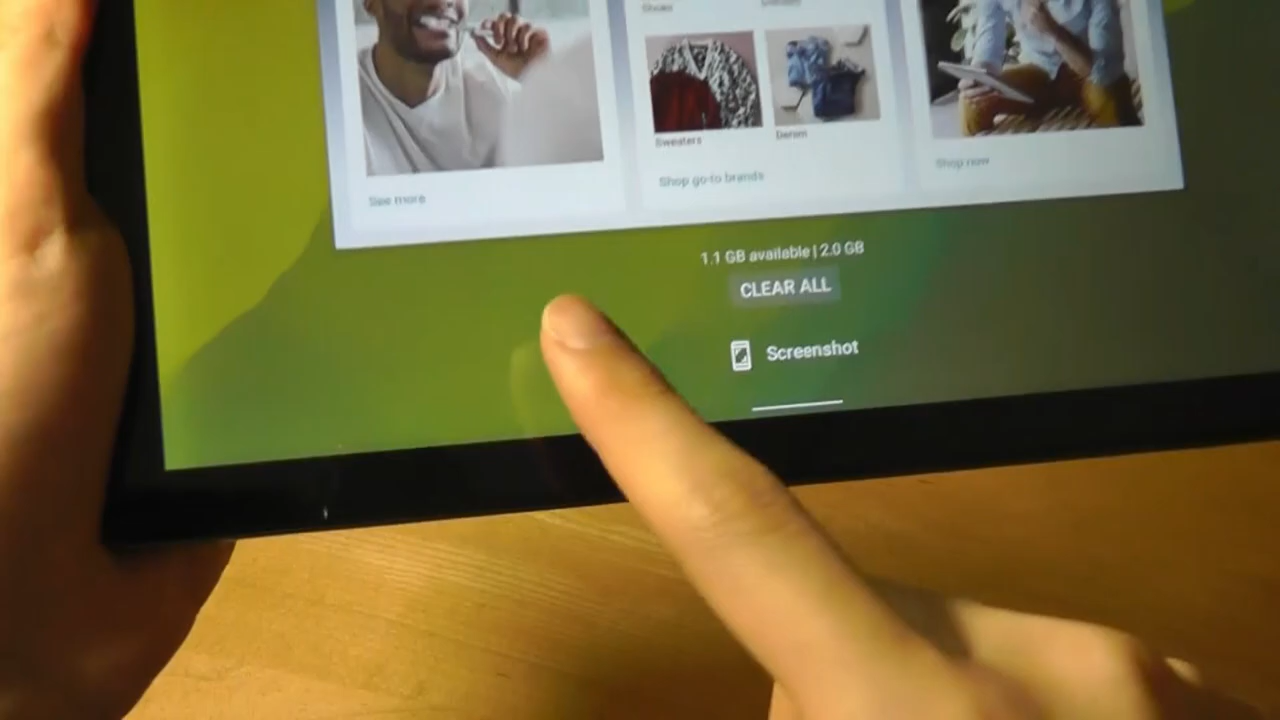 Shoes
See more
Sweaters
Denim
Shop go-to brands
Shop now
1.1 GB available | 2.0 GB
CLEAR ALL
Screenshot